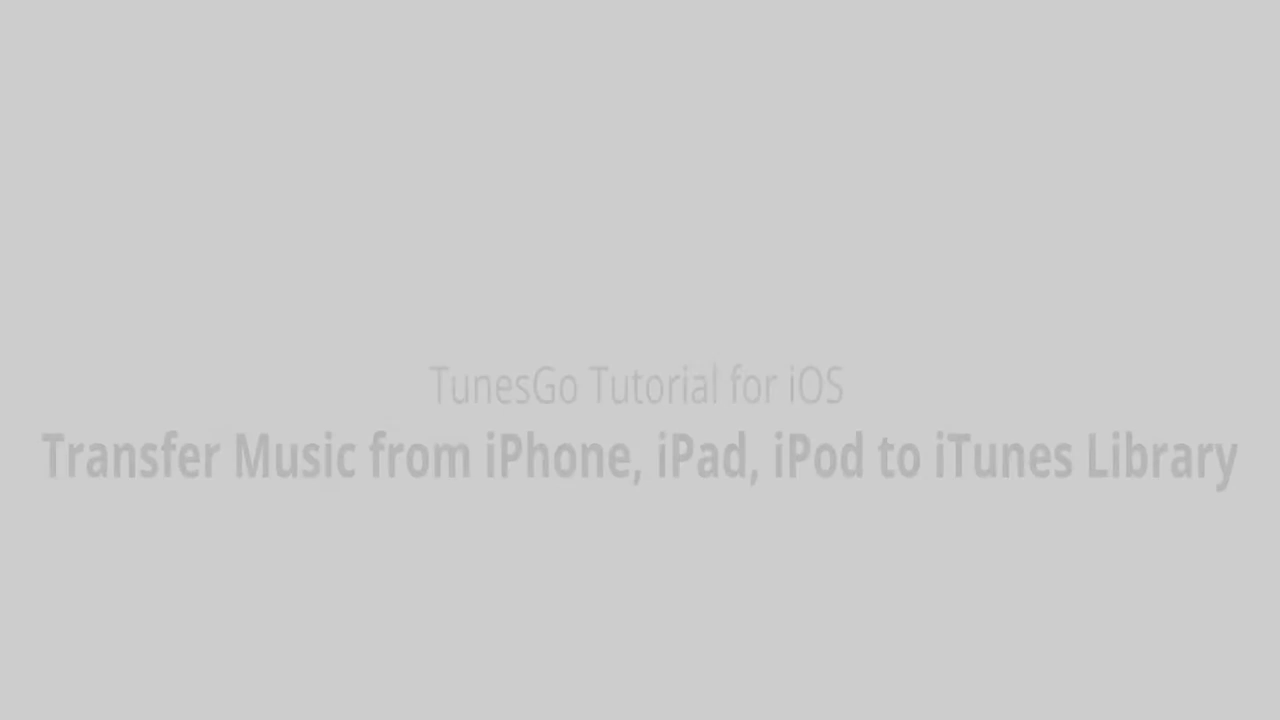 TunesGo Tutorial for iOS
Transfer Music from iPhone, iPad, iPod to iTunes Library